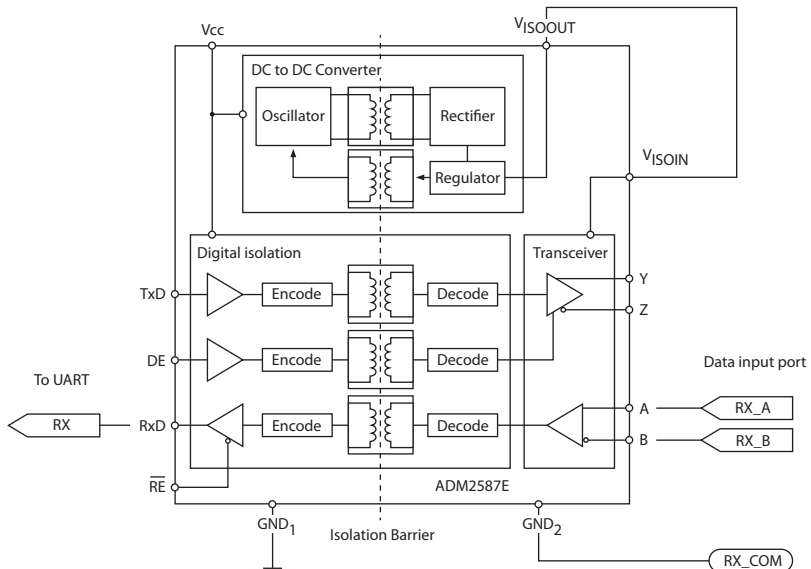 Vcc
VISOOUT
DC to DC Converter
Oscillator
Rectifier
Regulator
VISOIN
Digital isolation
Transceiver
TxD
Encode
Decode
Y
Z
DE
Encode
Decode
To UART
Data input port
RX
RxD
Encode
Decode
A
RX_A
B
RX_B
RE
ADM2587E
GND1
Isolation Barrier
GND2
RX_COM